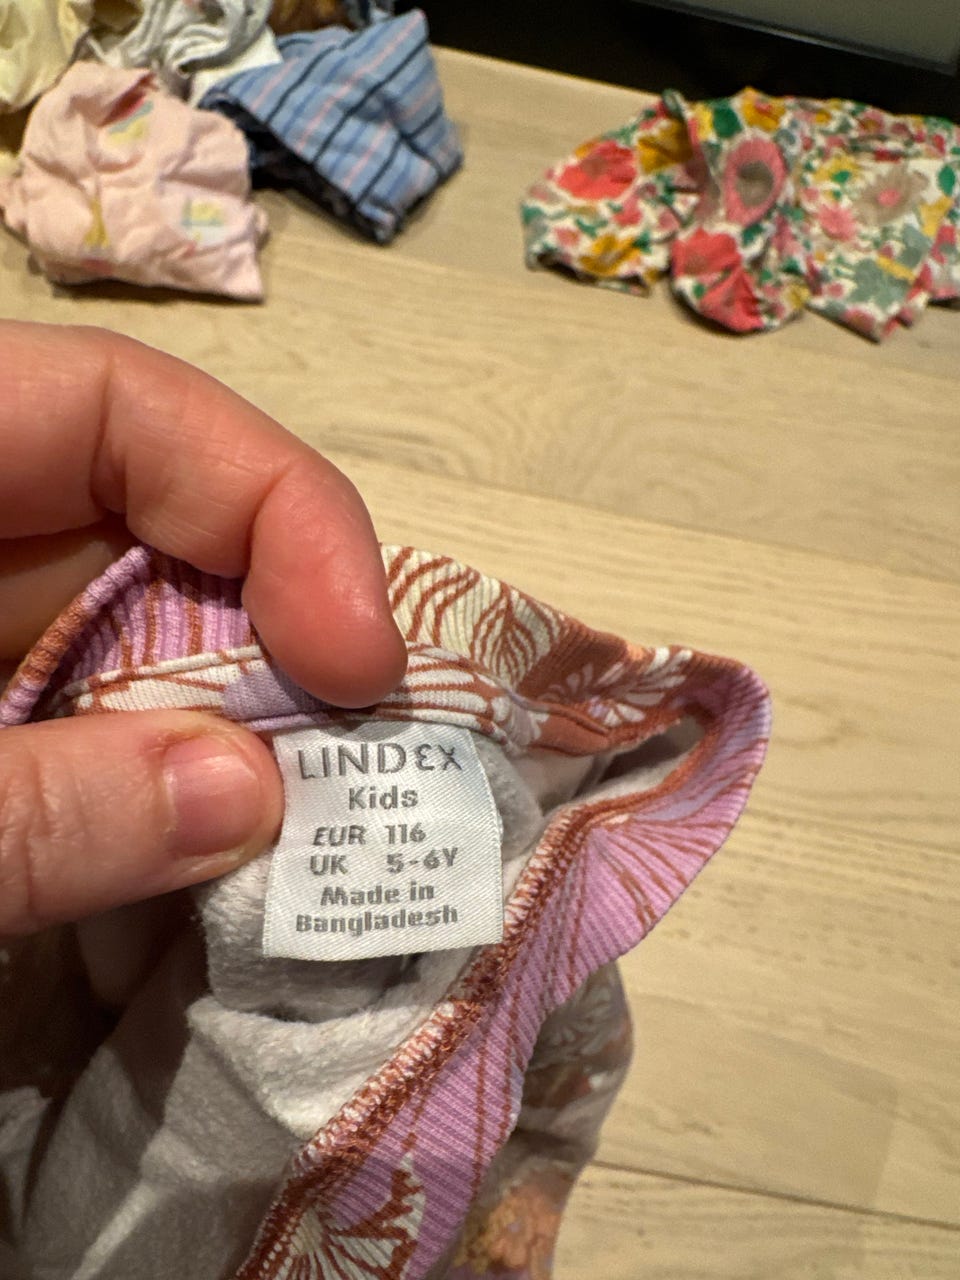 LINDEX
Kids
EUR 116
UK 5-6Y
Made in
Bangladesh